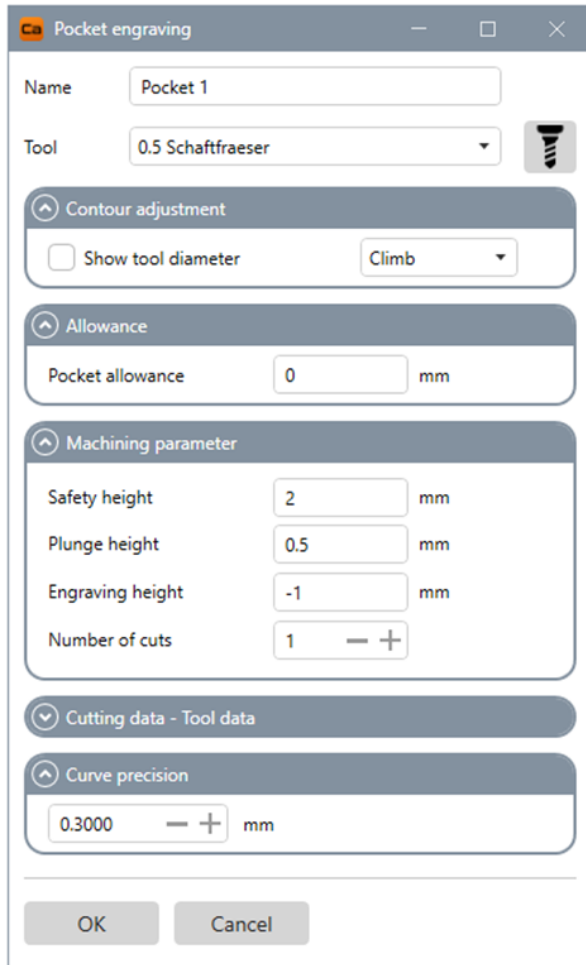 Ca Pocket engraving
Name Pocket 1
Tool 0.5 Schaftfraeser
Contour adjustment
Show tool diameter Climb
Allowance
Pocket allowance 0 mm
Machining parameter
Safety height 2 mm
Plunge height 0.5 mm
Engraving height -1 mm
Number of cuts 1
Cutting data - Tool data
Curve precision
0.3000 mm
OK Cancel